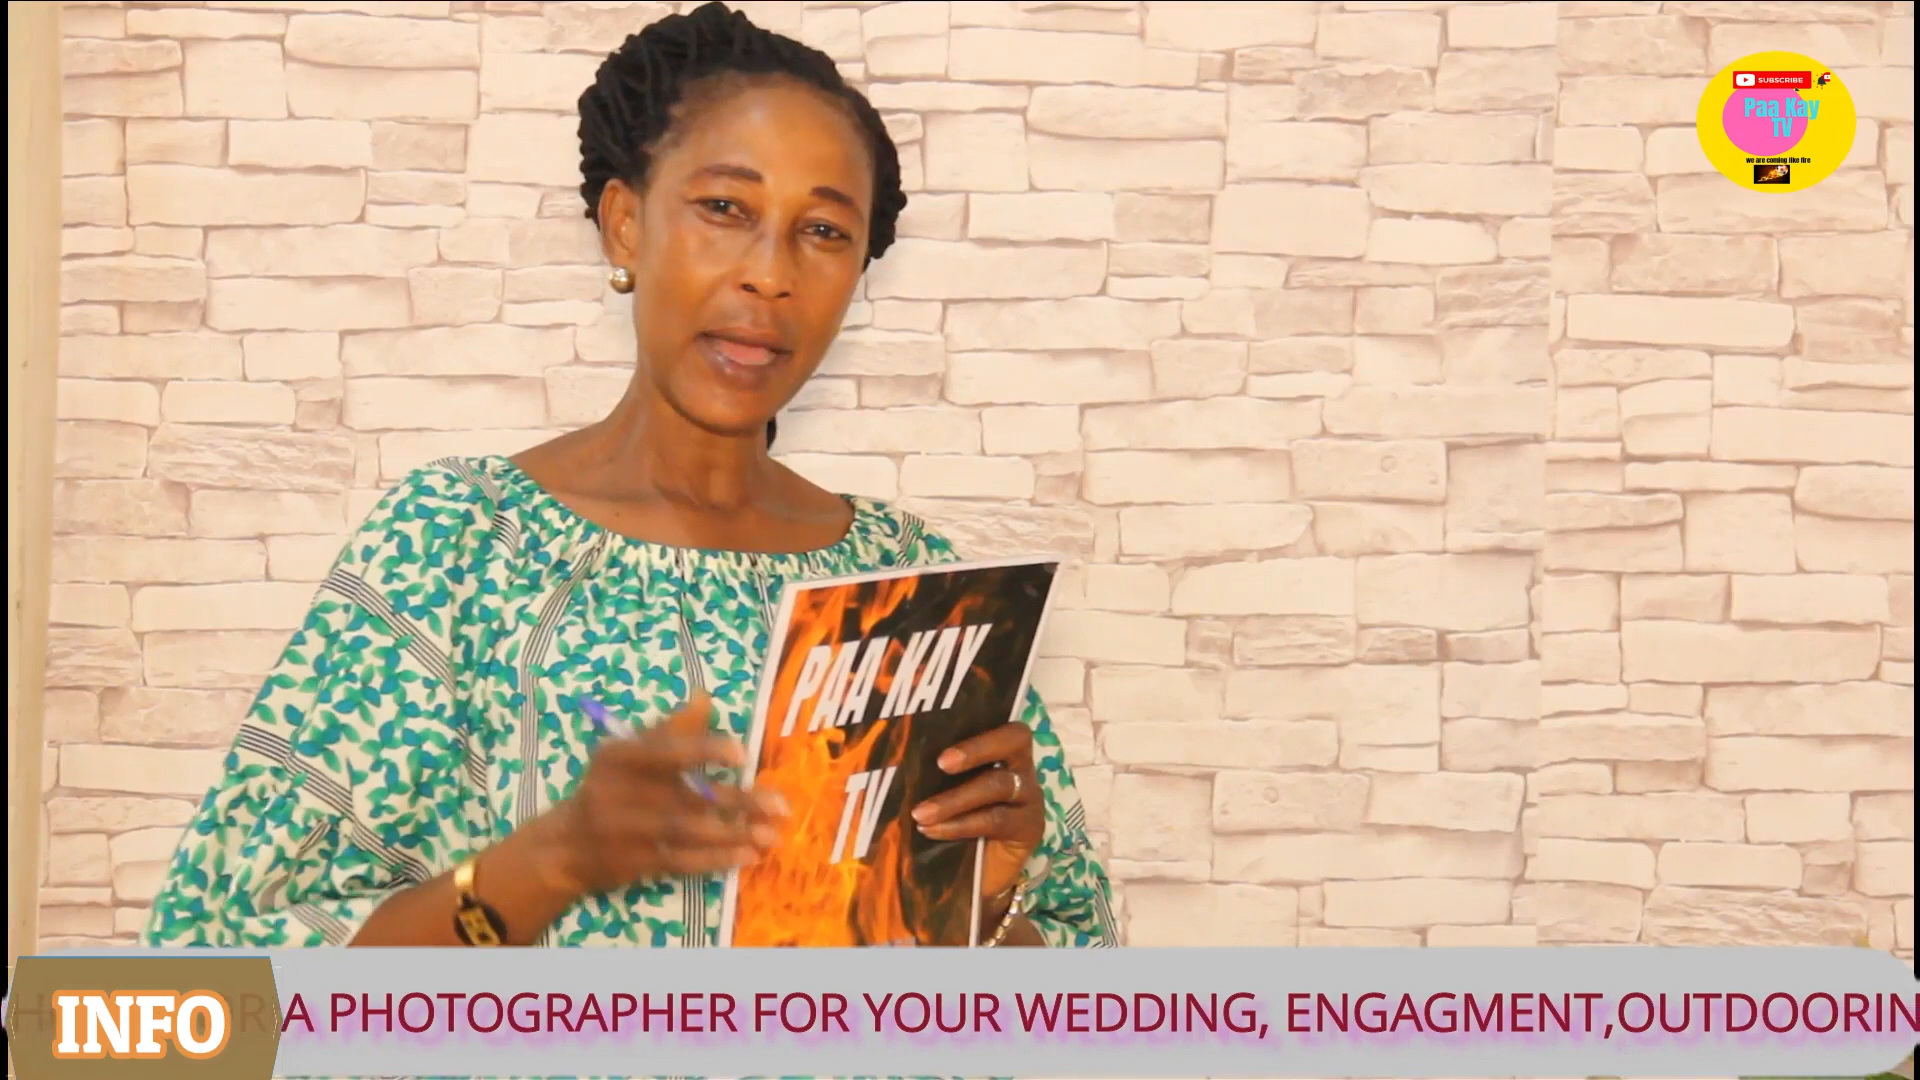 SUBSCRIBE
Paa Kay
TV
we are coming like fire
PAA KAY
TV
INFO
A PHOTOGRAPHER FOR YOUR WEDDING, ENGAGMENT,OUTDOORIN